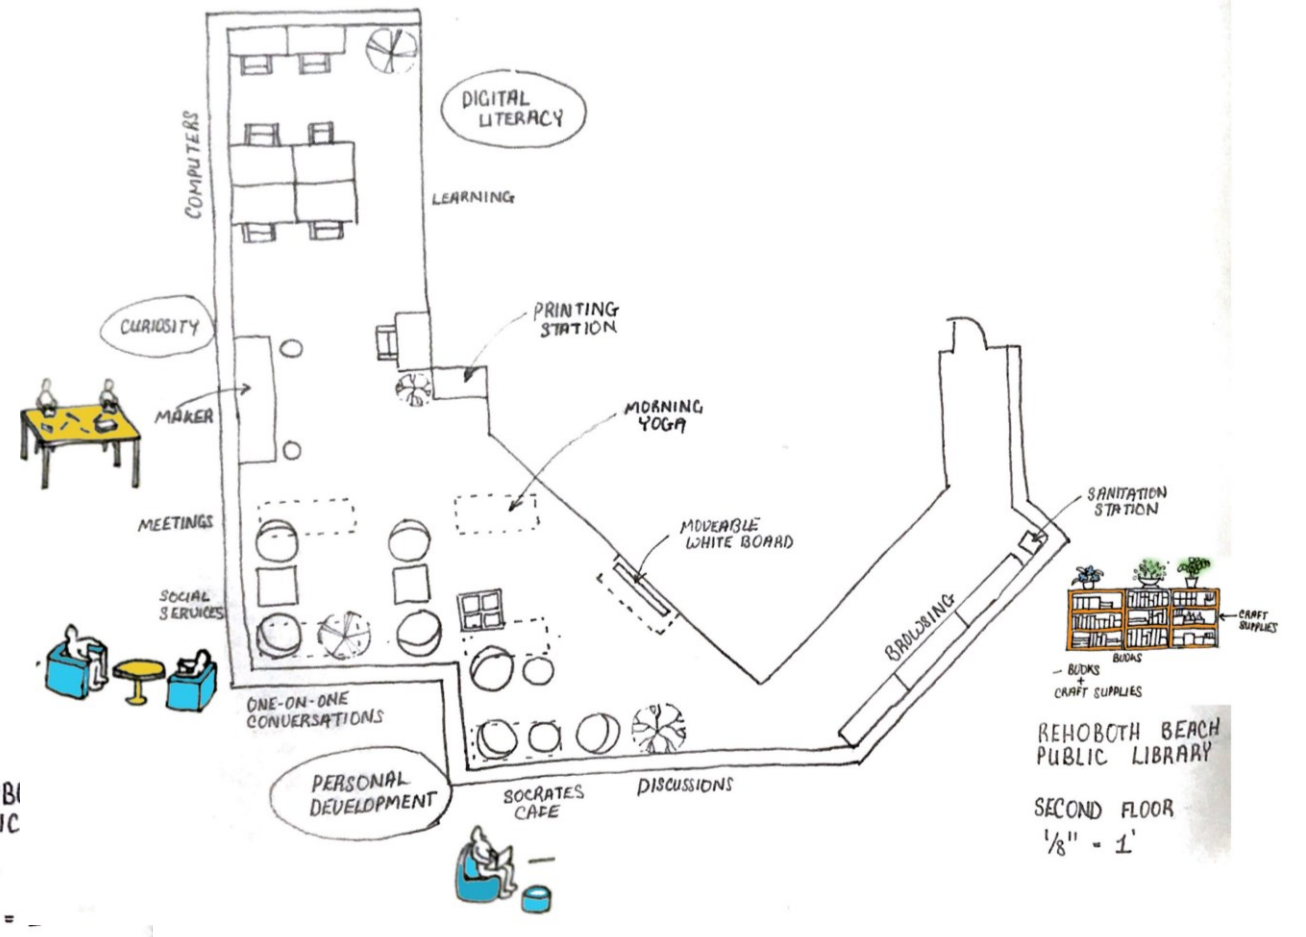 DIGITAL
LITERACY
COMPUTERS
LEARNING
CURIOSITY
PRINTING
STATION
MAKER
MORNING
YOGA
MEETINGS
MOVEABLE
WHITE BOARD
SANITATION
STATION
SOCIAL
SERVICES
BROWSING
CRAFT
SUPPLIES
BOOKS
- BOOKS
+
CRAFT SUPPLIES
ONE-ON-ONE
CONVERSATIONS
REHOBOTH BEACH
PUBLIC LIBRARY
PERSONAL
DEVELOPMENT
SOCRATES
CAFE
DISCUSSIONS
SECOND FLOOR
1/8" = 1'